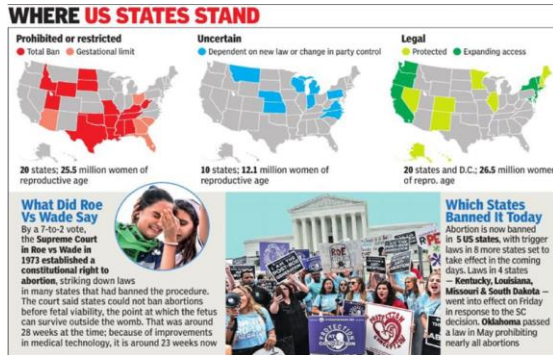 WHERE US STATES STAND
Prohibited or restricted
Total Ban Gestational limit
20 states; 25.5 million women of
reproductive age
Uncertain
Dependent on new law or change in party control
10 states; 12.1 million women of
reproductive age
Legal
Protected Expanding access
20 states and D.C.; 26.5 million women
of repro. age
What Did Roe
Vs Wade Say
By a 7-to-2 vote,
the Supreme Court
in Roe vs Wade in
1973 established a
constitutional right to
abortion, striking down laws
in many states that had banned the procedure.
The court said states could not ban abortions
before fetal viability, the point at which the fetus
can survive outside the womb. That was around
28 weeks at the time; because of improvements
in medical technology, it is around 23 weeks now
PROTECT
Which States
Banned It Today
Abortion is now banned
in 5 US states, with trigger
laws in 8 more states set to
take effect in the coming
days. Laws in 4 states
— Kentucky, Louisiana,
Missouri & South Dakota —
went into effect on Friday
in response to the SC
decision. Oklahoma passed
a law in May prohibiting
nearly all abortions